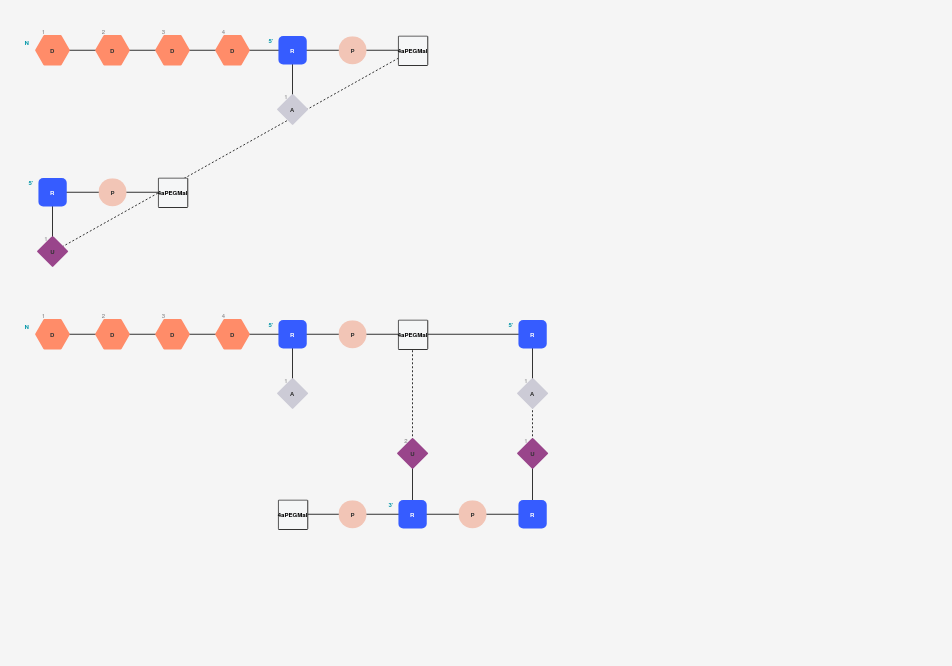 1 2 3 4
N D D D D 5' R P 4aPEGMal
1
A
5' R P 4aPEGMal
U
1 2 3 4
N D D D D 5' R P 4aPEGMal 5' R
1 1
A A
2 1
U U
3'
4aPEGMal P R P R